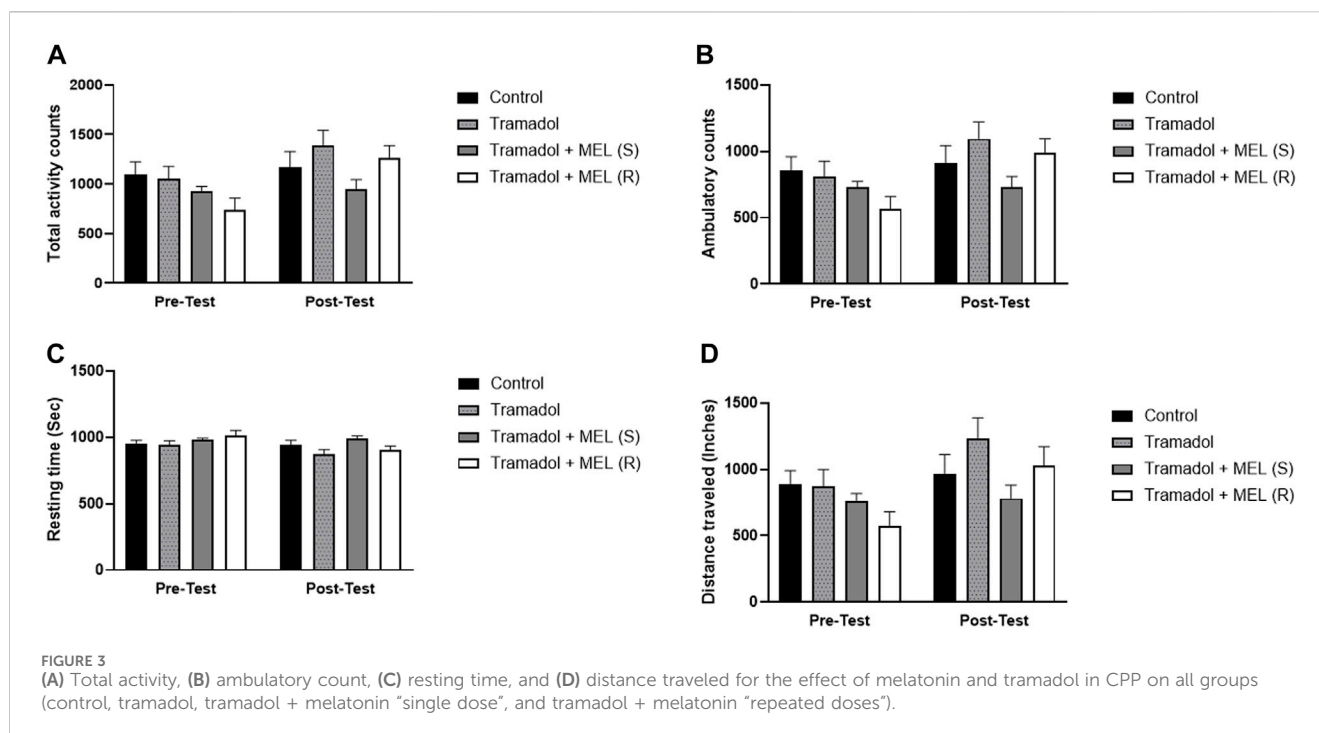 A
Total activity counts
2000
1500
1000
500
0
Pre-Test
Post-Test
Control
Tramadol
Tramadol + MEL (S)
Tramadol + MEL (R)
B
Ambulatory counts
1500
1000
500
0
Pre-Test
Post-Test
Control
Tramadol
Tramadol + MEL (S)
Tramadol + MEL (R)
C
Resting time (Sec)
1500
1000
500
0
Pre-Test
Post-Test
Control
Tramadol
Tramadol + MEL (S)
Tramadol + MEL (R)
D
Distance traveled (Inches)
1500
1000
500
0
Pre-Test
Post-Test
Control
Tramadol
Tramadol + MEL (S)
Tramadol + MEL (R)
FIGURE 3
(A) Total activity, (B) ambulatory count, (C) resting time, and (D) distance traveled for the effect of melatonin and tramadol in CPP on all groups
(control, tramadol, tramadol + melatonin “single dose”, and tramadol + melatonin “repeated doses”).